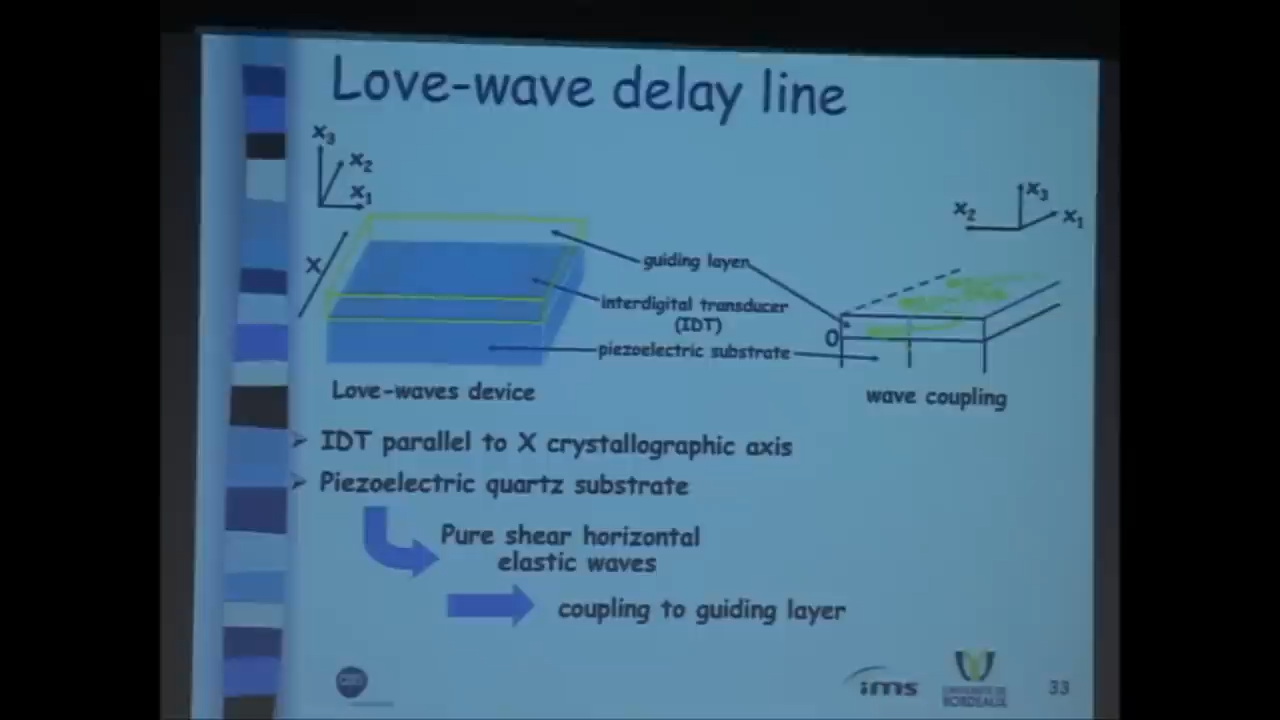 Love-wave delay line
x3
x2
x1
x2
x3
x1
X
guiding layer
interdigital transducer
(IDT)
O
piezoelectric substrate
Love-waves device
wave coupling
IDT parallel to X crystallographic axis
Piezoelectric quartz substrate
Pure shear horizontal
elastic waves
coupling to guiding layer
cnrs
ims
UNIVERSITÉ DE
BORDEAUX
33